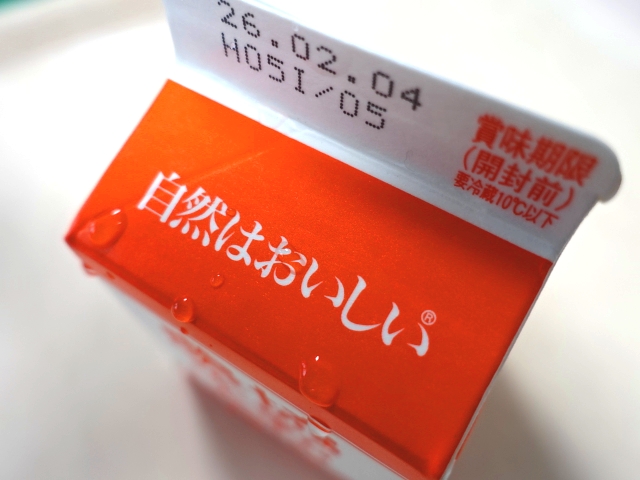 26.02.04
H05I/05
賞味期限
(開封前)
要冷蔵10℃以下
自然はおいしい®